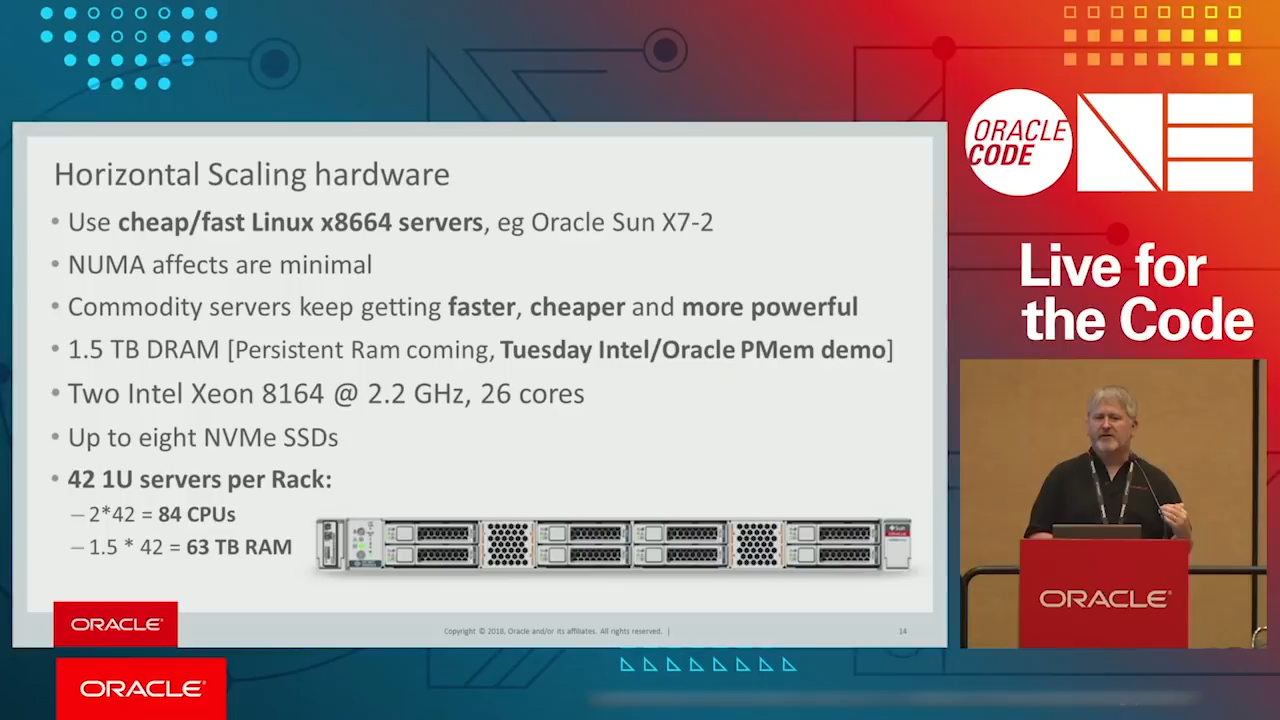 Horizontal Scaling hardware
• Use cheap/fast Linux x8664 servers, eg Oracle Sun X7-2
• NUMA affects are minimal
• Commodity servers keep getting faster, cheaper and more powerful
• 1.5 TB DRAM [Persistent Ram coming, Tuesday Intel/Oracle PMem demo]
• Two Intel Xeon 8164 @ 2.2 GHz, 26 cores
• Up to eight NVMe SSDs
• 42 1U servers per Rack:
– 2*42 = 84 CPUs
– 1.5 * 42 = 63 TB RAM
ORACLE®
Copyright © 2018, Oracle and/or its affiliates. All rights reserved. |
14
ORACLE®
ORACLE
CODE
ONE
Live for
the Code
ORACLE®